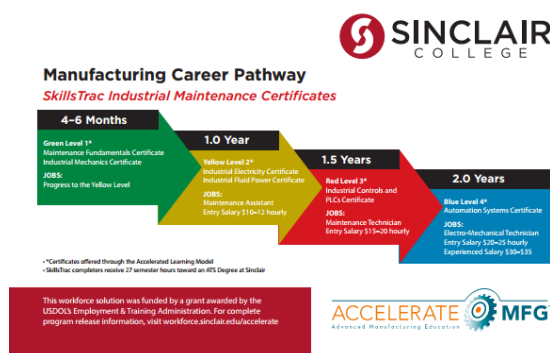 SINCLAIR
COLLEGE
Manufacturing Career Pathway
SkillsTrac Industrial Maintenance Certificates
4–6 Months
Green Level 1*
Maintenance Fundamentals Certificate
Industrial Mechanics Certificate
JOBS:
Progress to the Yellow Level
1.0 Year
Yellow Level 2*
Industrial Electricity Certificate
Industrial Fluid Power Certificate
JOBS:
Maintenance Assistant
Entry Salary $10–12 hourly
1.5 Years
Red Level 3*
Industrial Controls and
PLCs Certificate
JOBS:
Maintenance Technician
Entry Salary $15–20 hourly
2.0 Years
Blue Level 4*
Automation Systems Certificate
JOBS:
Electro-Mechanical Technician
Entry Salary $20–25 hourly
Experienced Salary $30–$35
• *Certificates offered through the Accelerated Learning Model
• SkillsTrac completers receive 27 semester hours toward an ATS Degree at Sinclair
This workforce solution was funded by a grant awarded by the
USDOL's Employment & Training Administration. For complete
program release information, visit workforce.sinclair.edu/accelerate
ACCELERATE MFG
Advanced Manufacturing Education